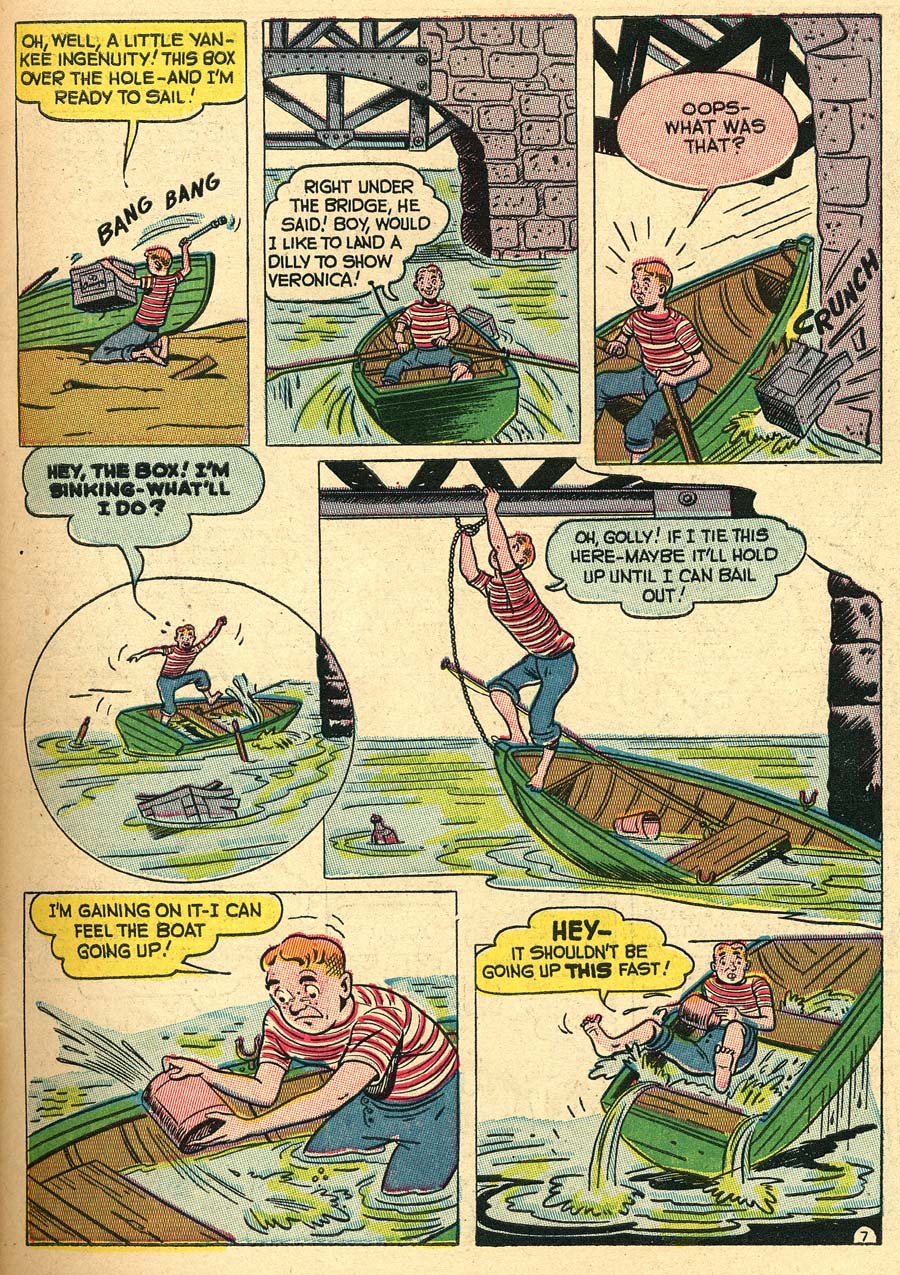 OH, WELL, A LITTLE YAN-
KEE INGENUITY! THIS BOX
OVER THE HOLE-AND I'M
READY TO SAIL!
BANG BANG
RIGHT UNDER
THE BRIDGE, HE
SAID! BOY, WOULD
I LIKE TO LAND A
DILLY TO SHOW
VERONICA!
OOPS-
WHAT WAS
THAT?
CRUNCH
HEY, THE BOX! I'M
SINKING-WHAT'LL
I DO?
OH, GOLLY! IF I TIE THIS
HERE-MAYBE IT'LL HOLD
UP UNTIL I CAN BAIL
OUT!
I'M GAINING ON IT-I CAN
FEEL THE BOAT
GOING UP!
HEY-
IT SHOULDN'T BE
GOING UP THIS FAST!
7